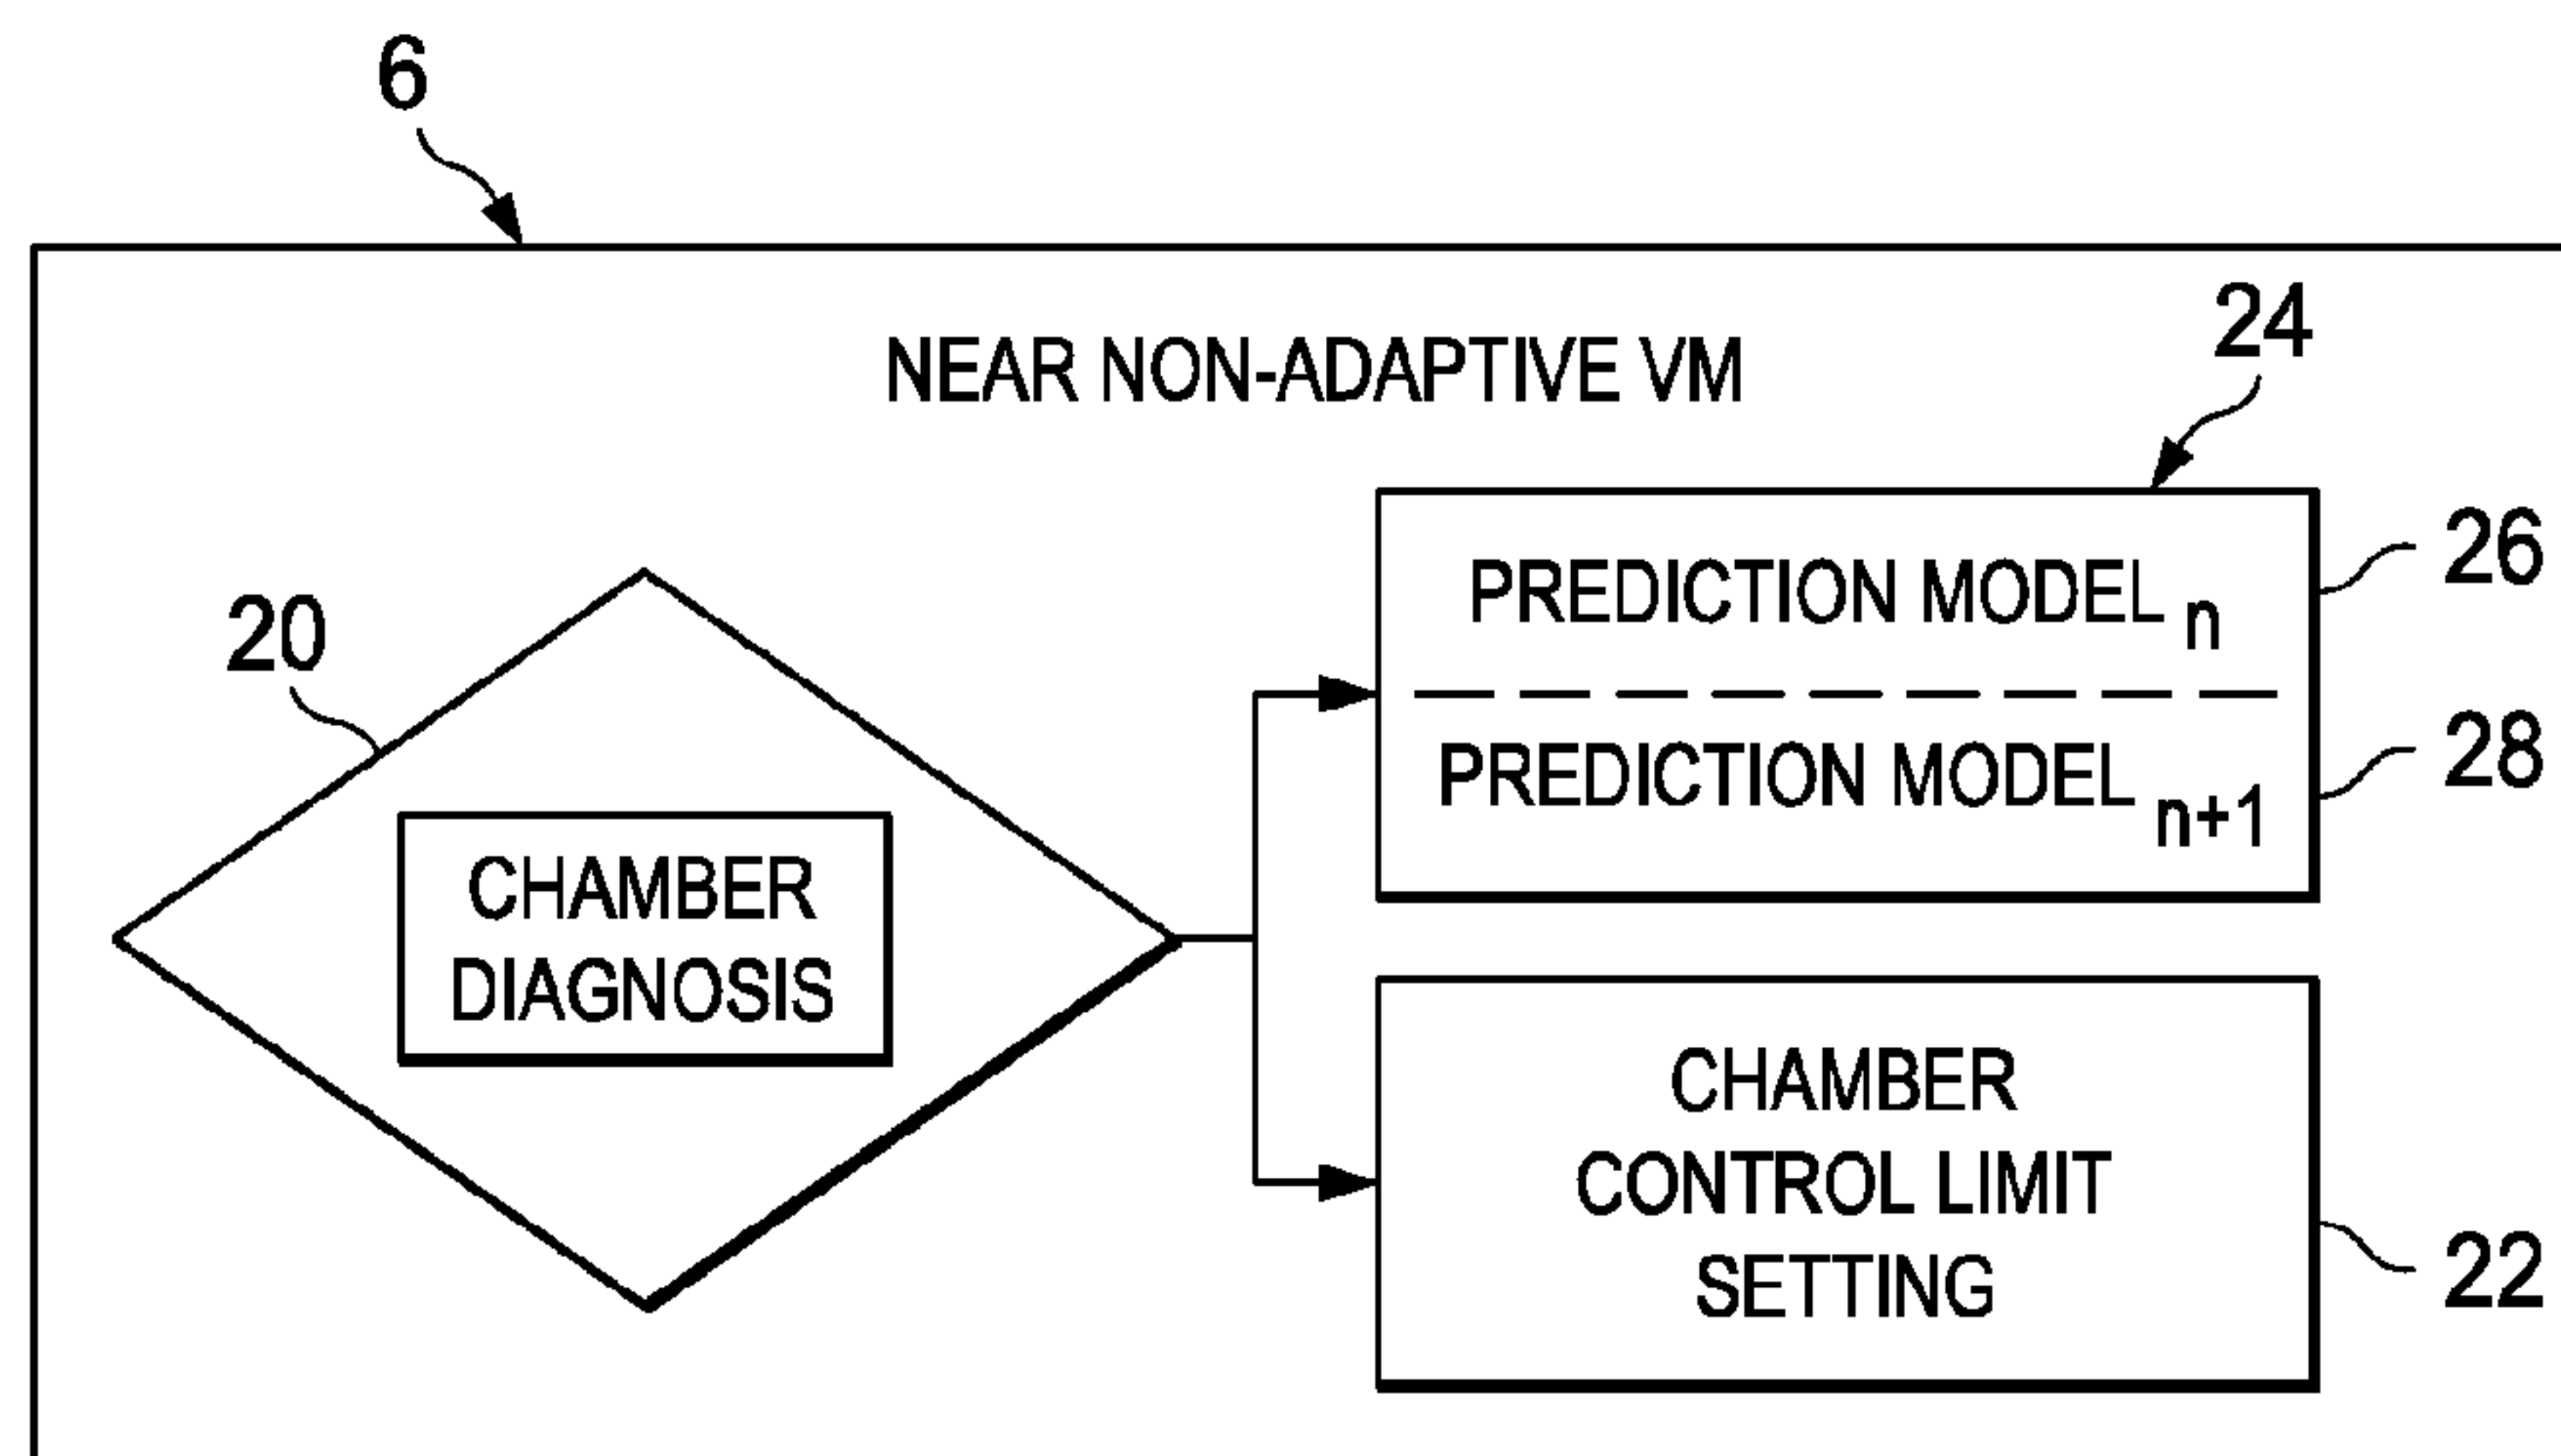 6
NEAR NON-ADAPTIVE VM
24
PREDICTION MODEL n
26
20
PREDICTION MODEL n+1
28
CHAMBER
DIAGNOSIS
CHAMBER
CONTROL LIMIT
SETTING
22